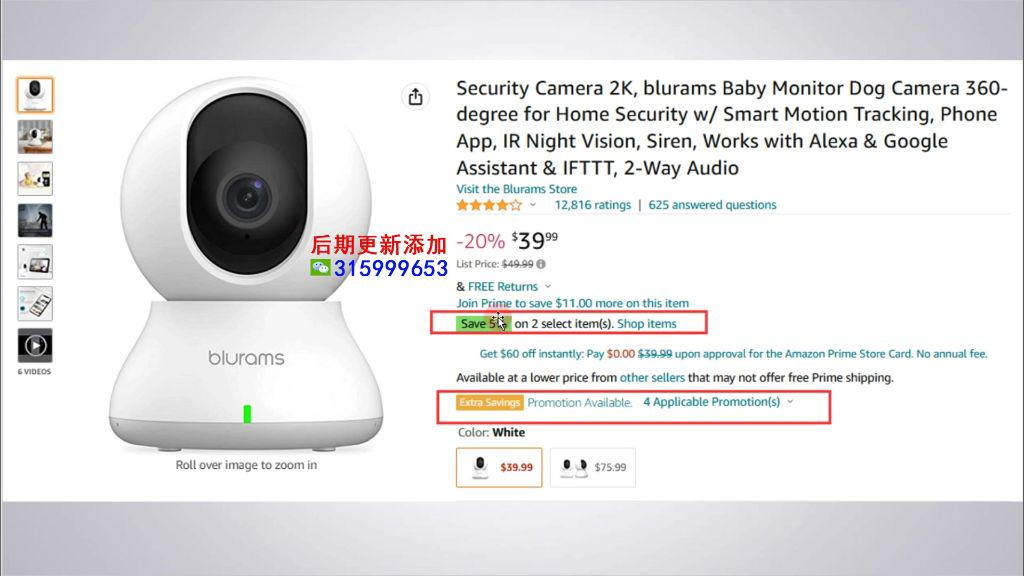 Security Camera 2K, blurams Baby Monitor Dog Camera 360-
degree for Home Security w/ Smart Motion Tracking, Phone
App, IR Night Vision, Siren, Works with Alexa & Google
Assistant & IFTTT, 2-Way Audio
Visit the Blurams Store
12,816 ratings | 625 answered questions
-20% $39 99
List Price: $49.99
& FREE Returns
Join Prime to save $11.00 more on this item
Save on 2 select item(s). Shop items
Get $60 off instantly: Pay $0.00 $39.99 upon approval for the Amazon Prime Store Card. No annual fee.
Available at a lower price from other sellers that may not offer free Prime shipping.
Extra Savings Promotion Available. 4 Applicable Promotion(s)
Color: White
$39.99
$75.99
后期更新添加
315999653
blurams
6 VIDEOS
Roll over image to zoom in